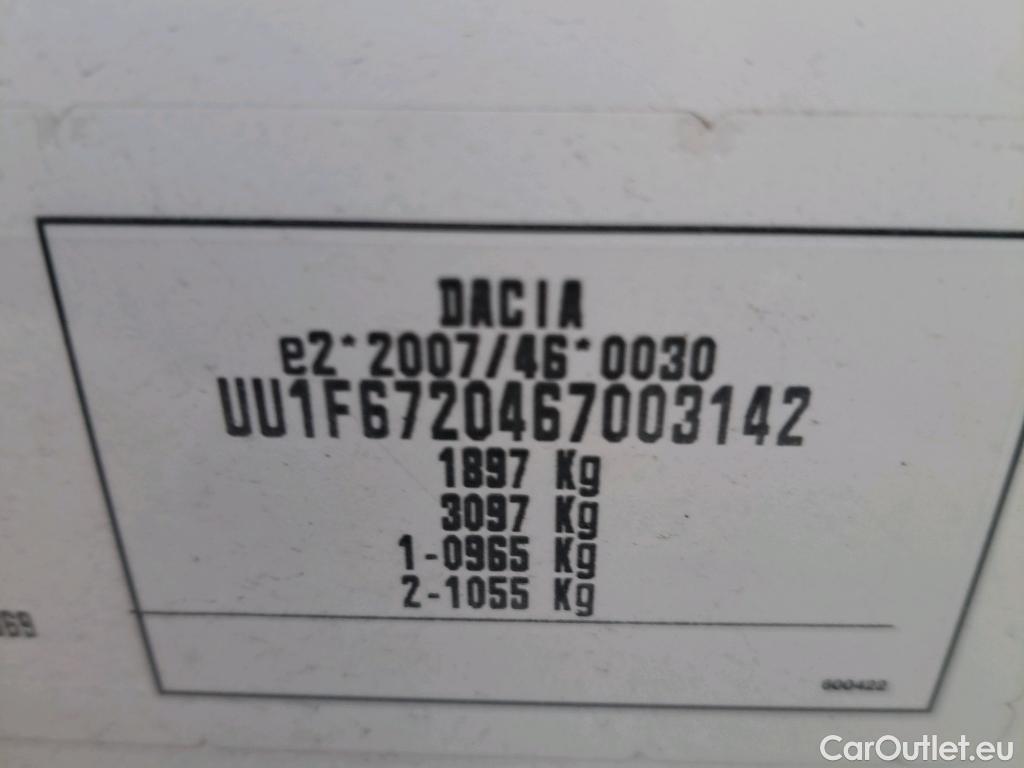 DACIA
e2*2007/46*0030
UU1F6720467003142
1897 Kg
3097 Kg
1-0965 Kg
2-1055 Kg
69
600422
CarOutlet.eu